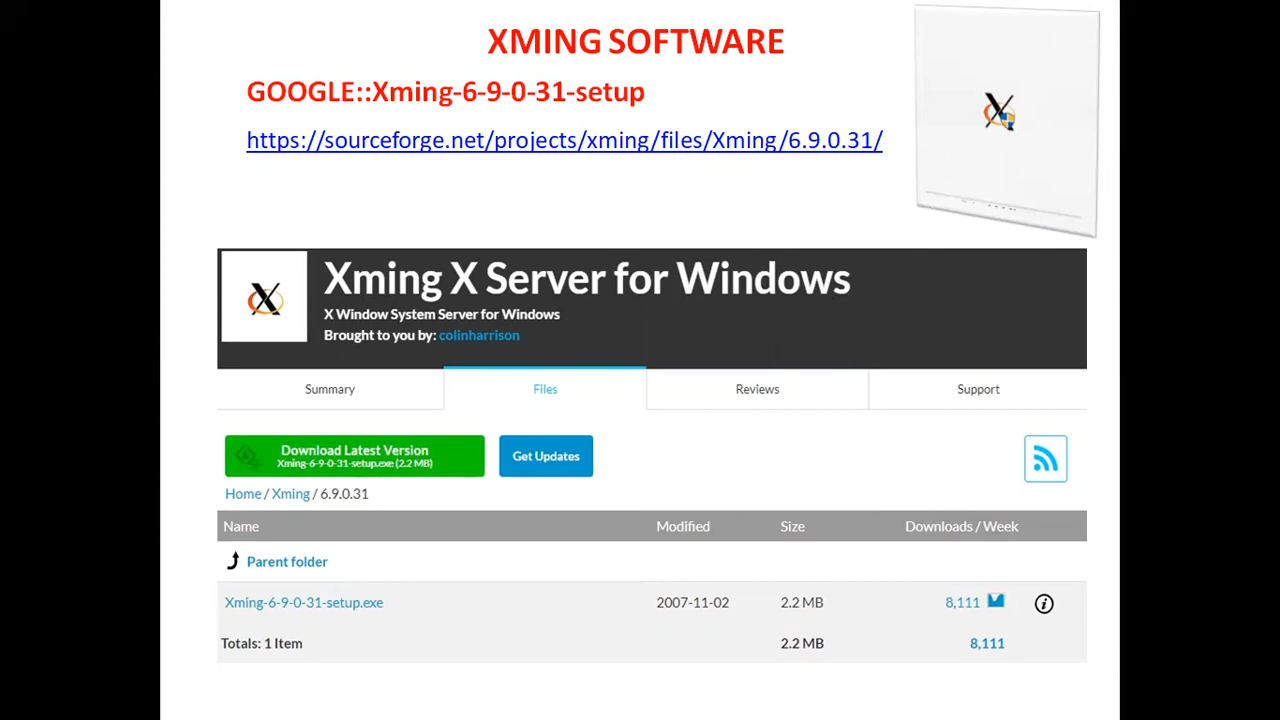 XMING SOFTWARE
GOOGLE::Xming-6-9-0-31-setup
https://sourceforge.net/projects/xming/files/Xming/6.9.0.31/
Xming X Server for Windows
X Window System Server for Windows
Brought to you by: colinharrison
Summary Files Reviews Support
Download Latest Version
Xming-6-9-0-31-setup.exe (2.2 MB)
Get Updates
Home / Xming / 6.9.0.31
Name Modified Size Downloads / Week
Parent folder
Xming-6-9-0-31-setup.exe 2007-11-02 2.2 MB 8,111
Totals: 1 Item 2.2 MB 8,111